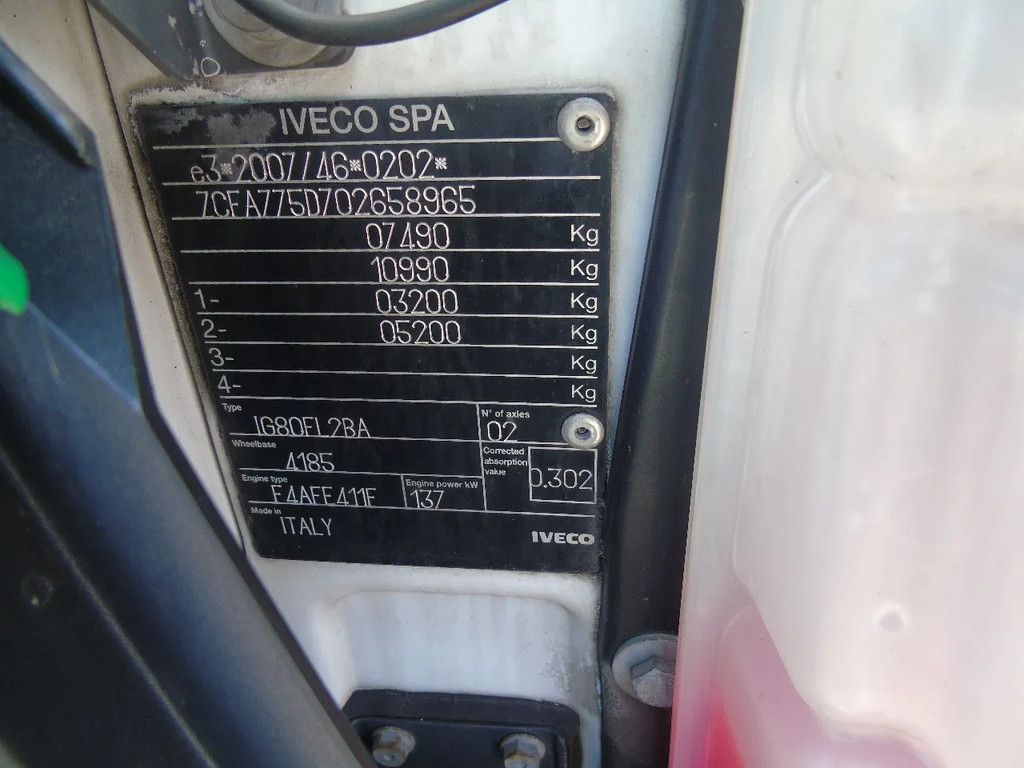 IVECO SPA
e3*2007/46*0202*
ZCFA775D702658965
07490 Kg
10990 Kg
1- 03200 Kg
2- 05200 Kg
3- Kg
4- Kg
Type IG80EL2BA
N° of axles 02
Wheelbase 4185
Corrected absorption value 0.302
Engine type F4AFE411F
Engine power kW 137
Made in ITALY
IVECO